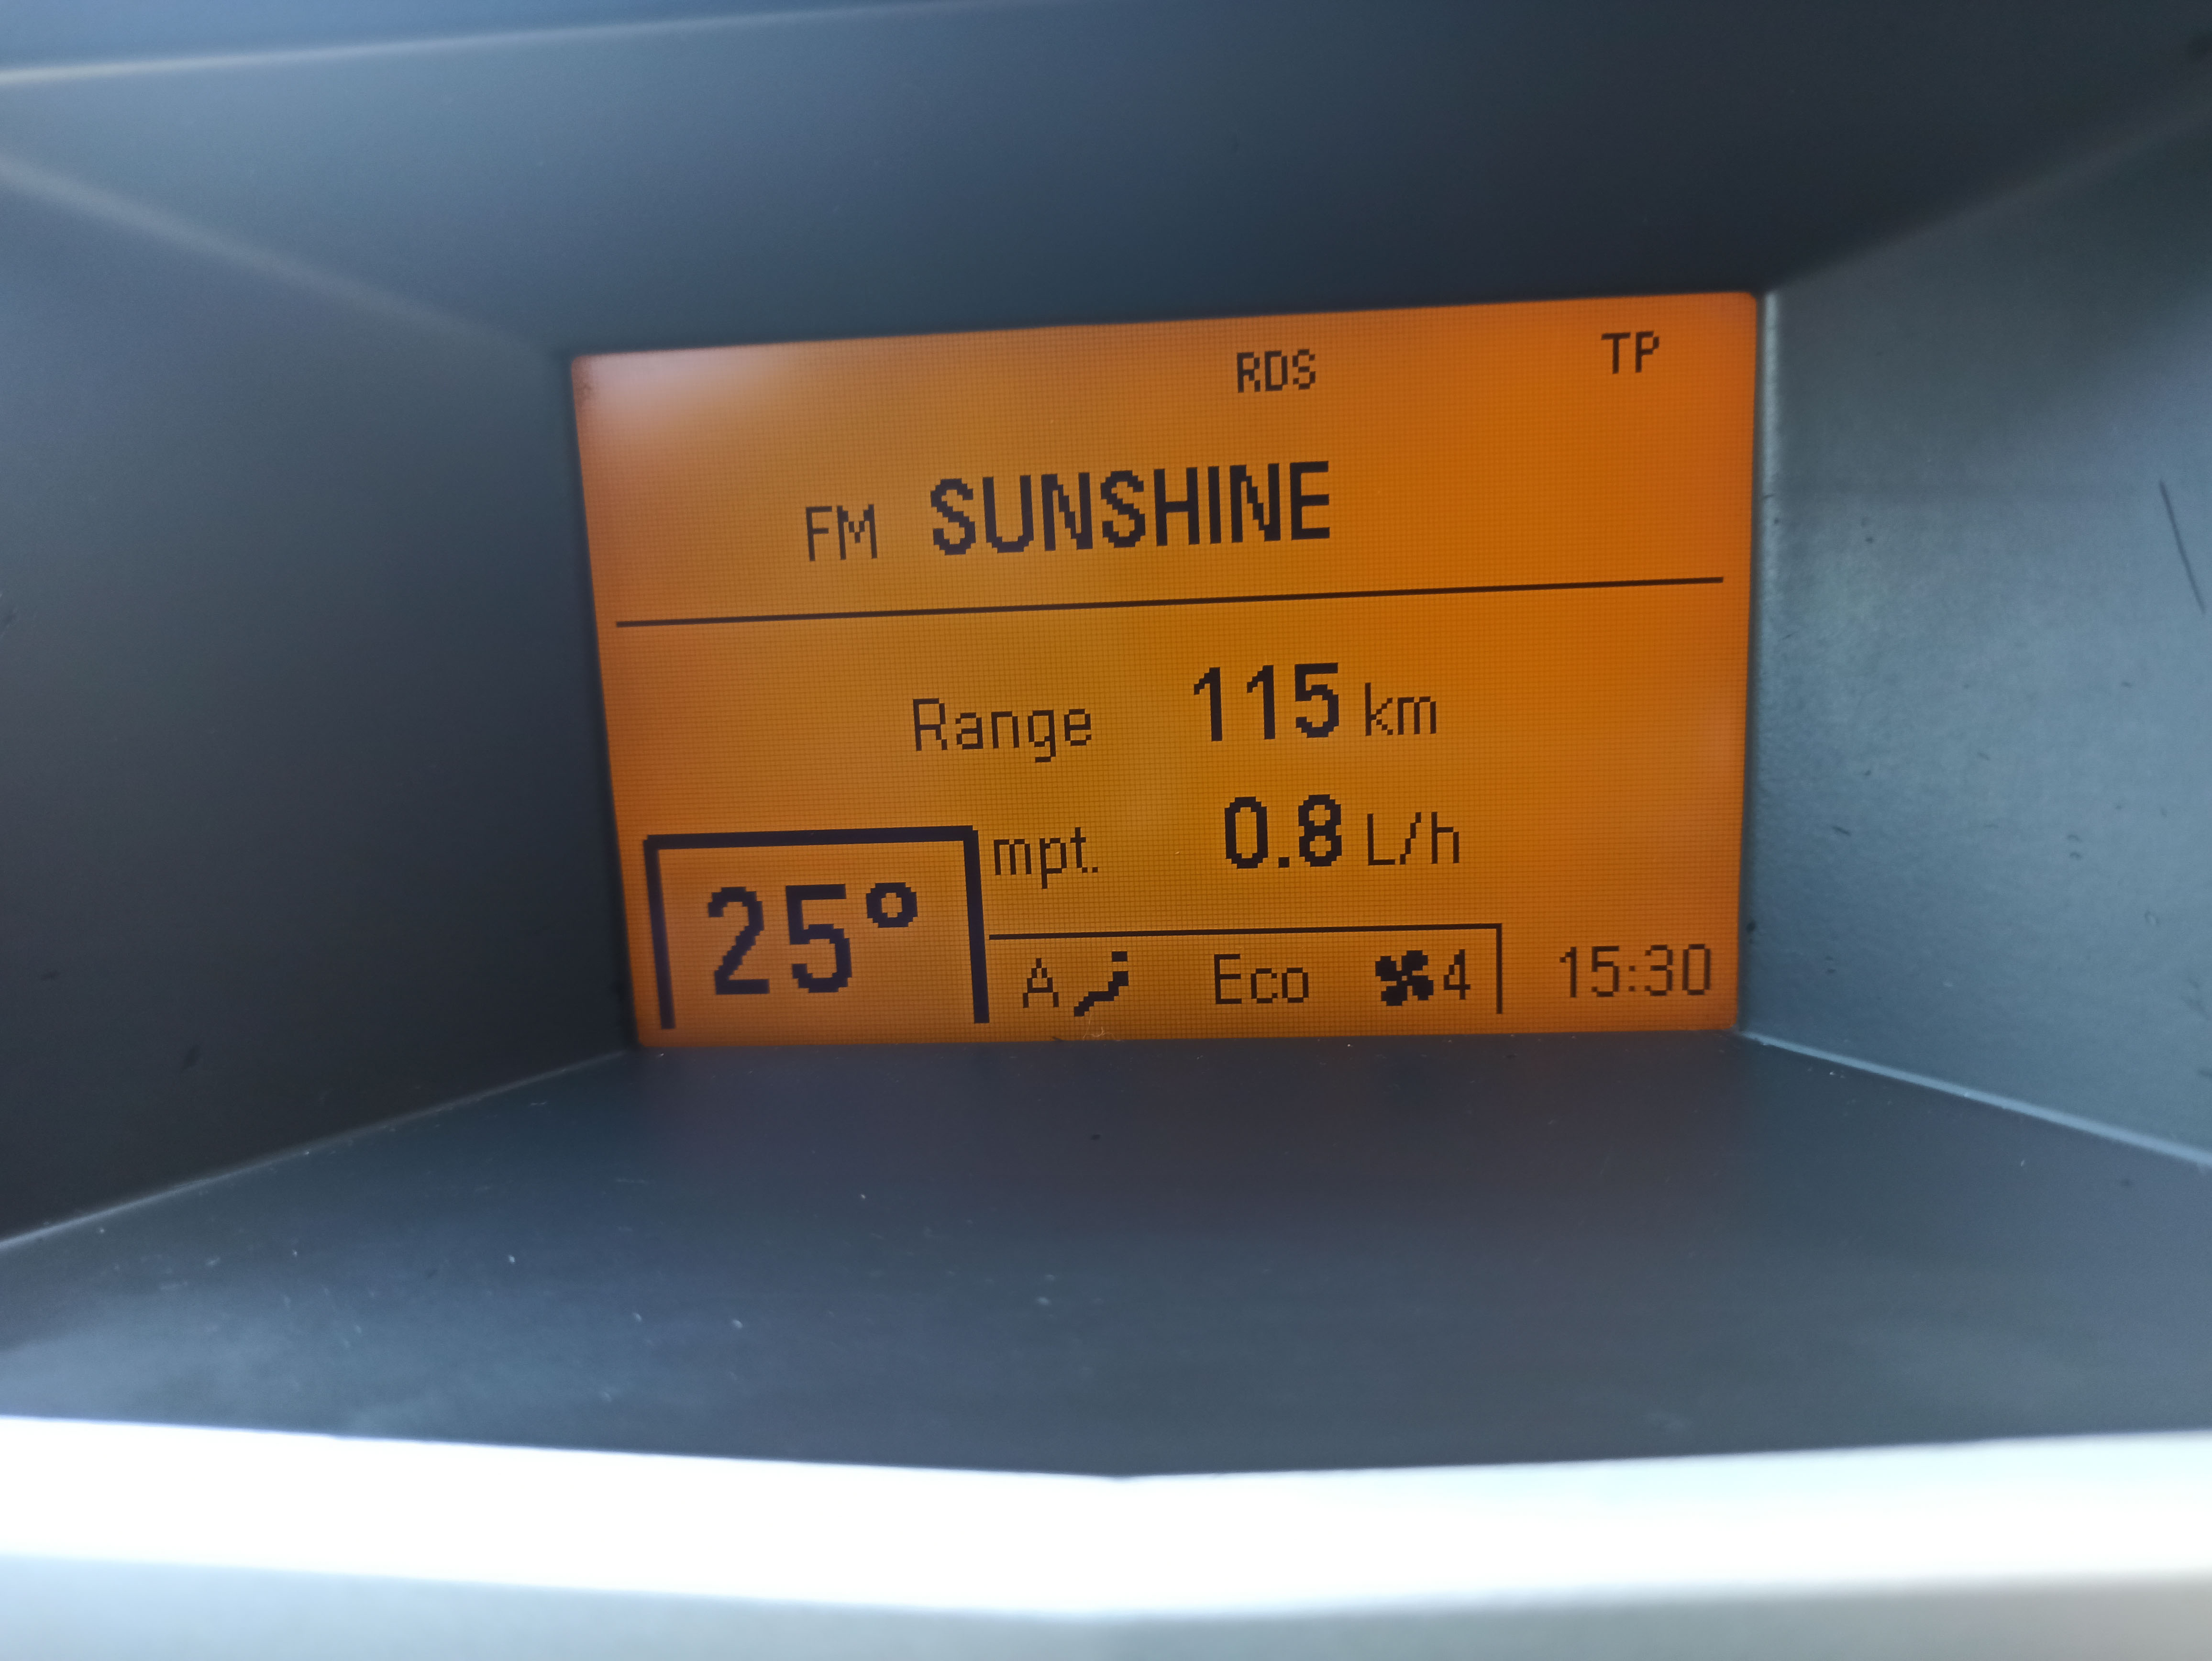 RDS TP
FM SUNSHINE
Range 115 km
mpt. 0.8 L/h
25°
A Eco 4 15:30